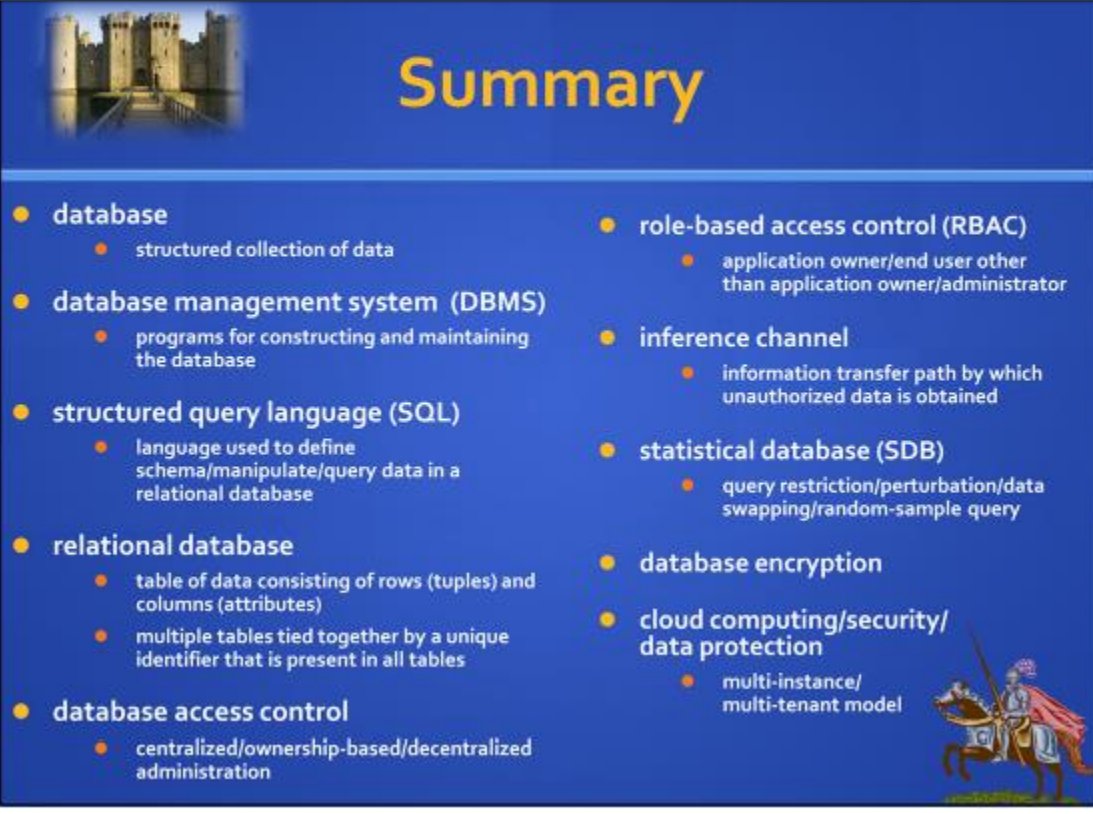 Summary
database
structured collection of data
database management system (DBMS)
programs for constructing and maintaining
the database
structured query language (SQL)
language used to define
schema/manipulate/query data in a
relational database
relational database
table of data consisting of rows (tuples) and
columns (attributes)
multiple tables tied together by a unique
identifier that is present in all tables
database access control
centralized/ownership-based/decentralized
administration
role-based access control (RBAC)
application owner/end user other
than application owner/administrator
inference channel
information transfer path by which
unauthorized data is obtained
statistical database (SDB)
query restriction/perturbation/data
swapping/random-sample query
database encryption
cloud computing/security/
data protection
multi-instance/
multi-tenant model